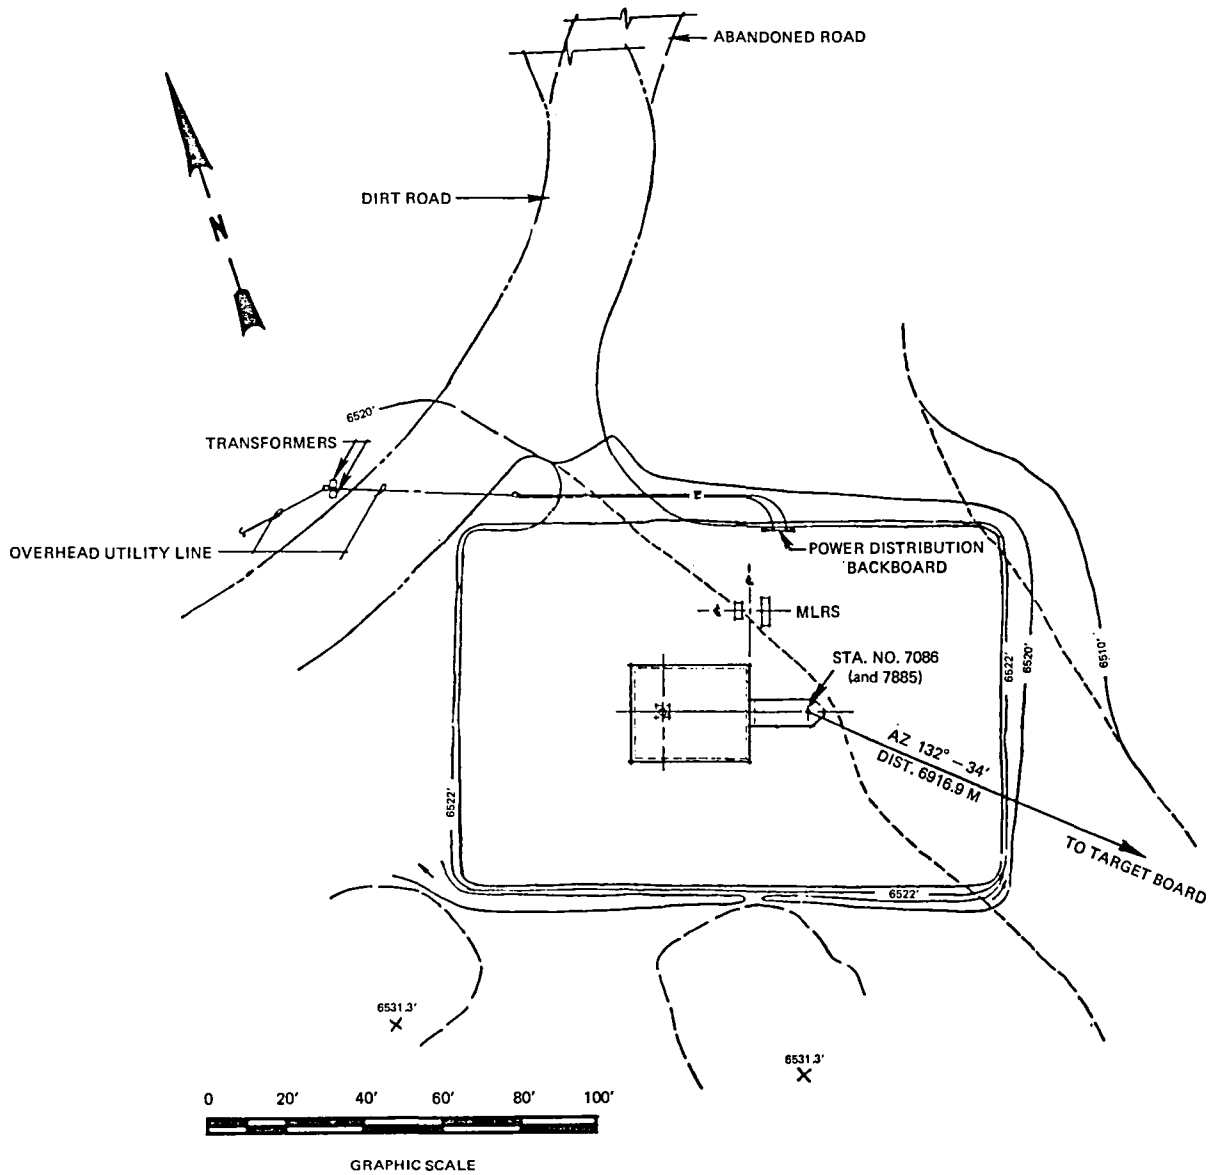 ABANDONED ROAD
DIRT ROAD
N
6520'
TRANSFORMERS
E
OVERHEAD UTILITY LINE
POWER DISTRIBUTION
BACKBOARD
MLRS
STA. NO. 7086
(and 7885)
6522'
6520'
6510'
AZ 132° – 34'
DIST. 6916.9 M
TO TARGET BOARD
6522'
6522'
6531.3'
6531.3'
0 20' 40' 60' 80' 100'
GRAPHIC SCALE